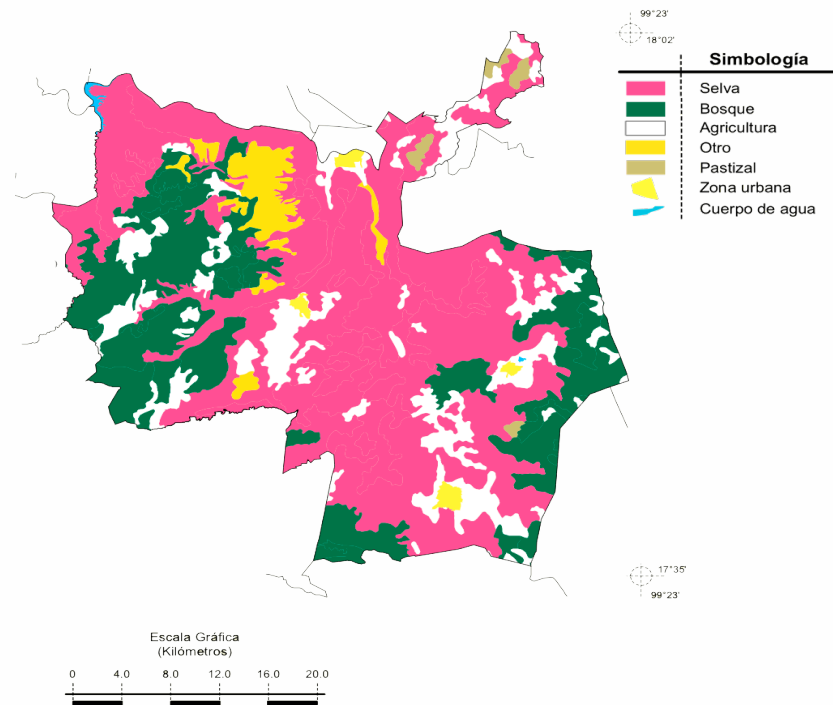 99°23'
18°02'
Simbología
Selva
Bosque
Agricultura
Otro
Pastizal
Zona urbana
Cuerpo de agua
17°35'
99°23'
Escala Gráfica
(Kilómetros)
0 4.0 8.0 12.0 16.0 20.0